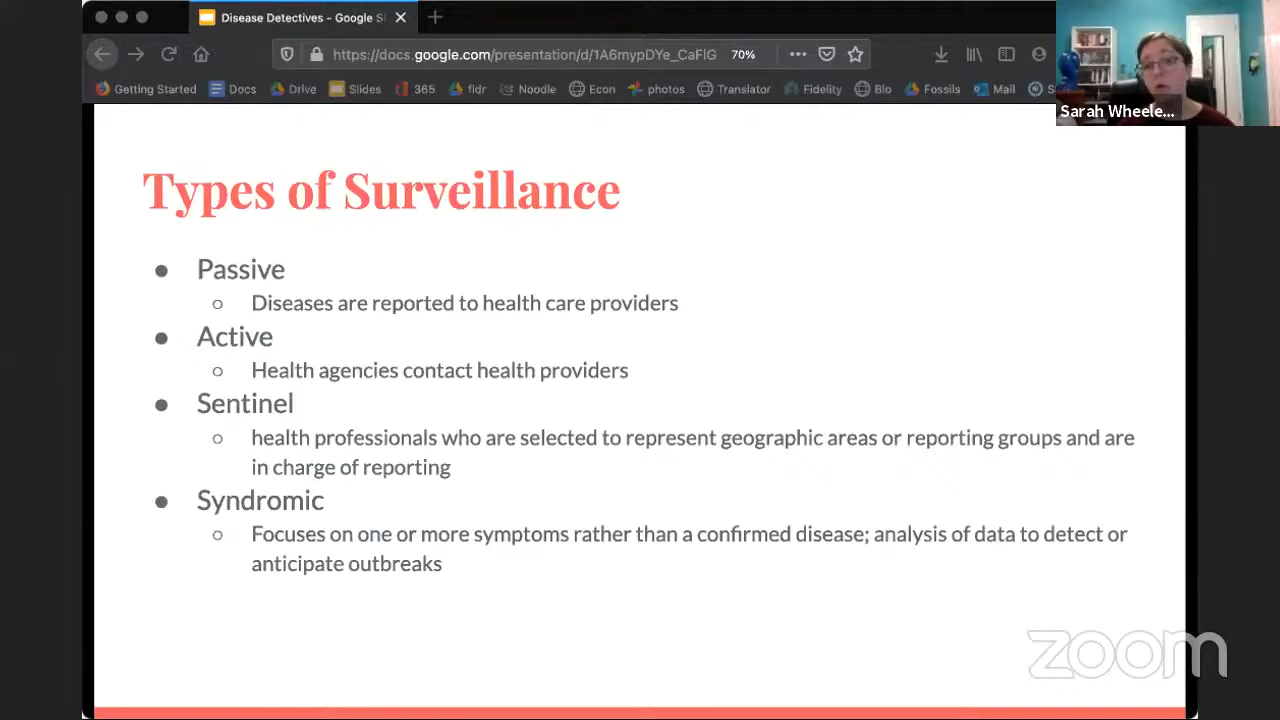 Disease Detectives - Google Sl
https://docs.google.com/presentation/d/1A6mypDYe_CaFlG 70%
Getting Started Docs Drive Slides 365 fldr Noodle Econ photos Translator Fidelity Bio Fossils Mail
Sarah Wheele...
Types of Surveillance
● Passive
○ Diseases are reported to health care providers
● Active
○ Health agencies contact health providers
● Sentinel
○ health professionals who are selected to represent geographic areas or reporting groups and are
in charge of reporting
● Syndromic
○ Focuses on one or more symptoms rather than a confirmed disease; analysis of data to detect or
anticipate outbreaks
zoom